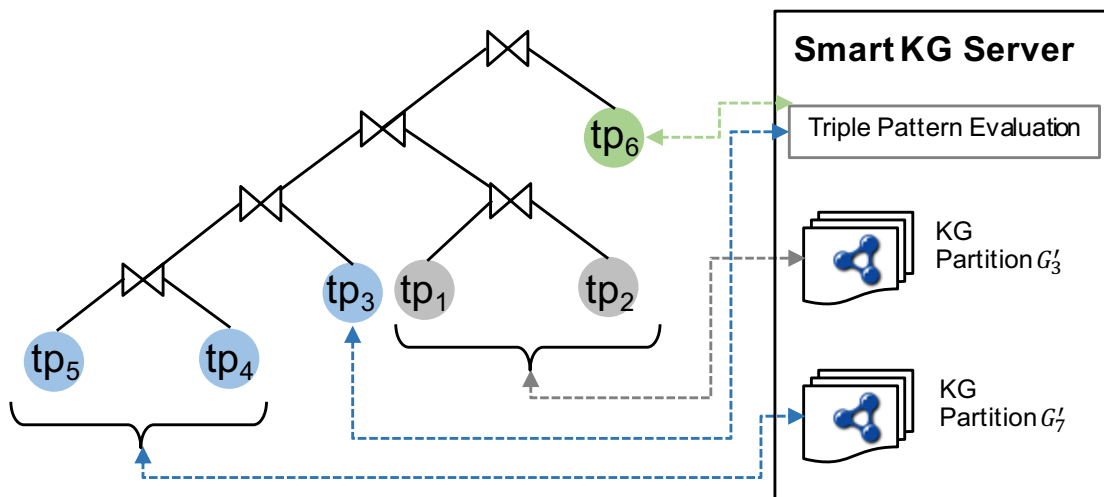 Smart KG Server
tp₆
Triple Pattern Evaluation
KG
Partition G′₃
tp₃
tp₁
tp₂
tp₅
tp₄
KG
Partition G′₇